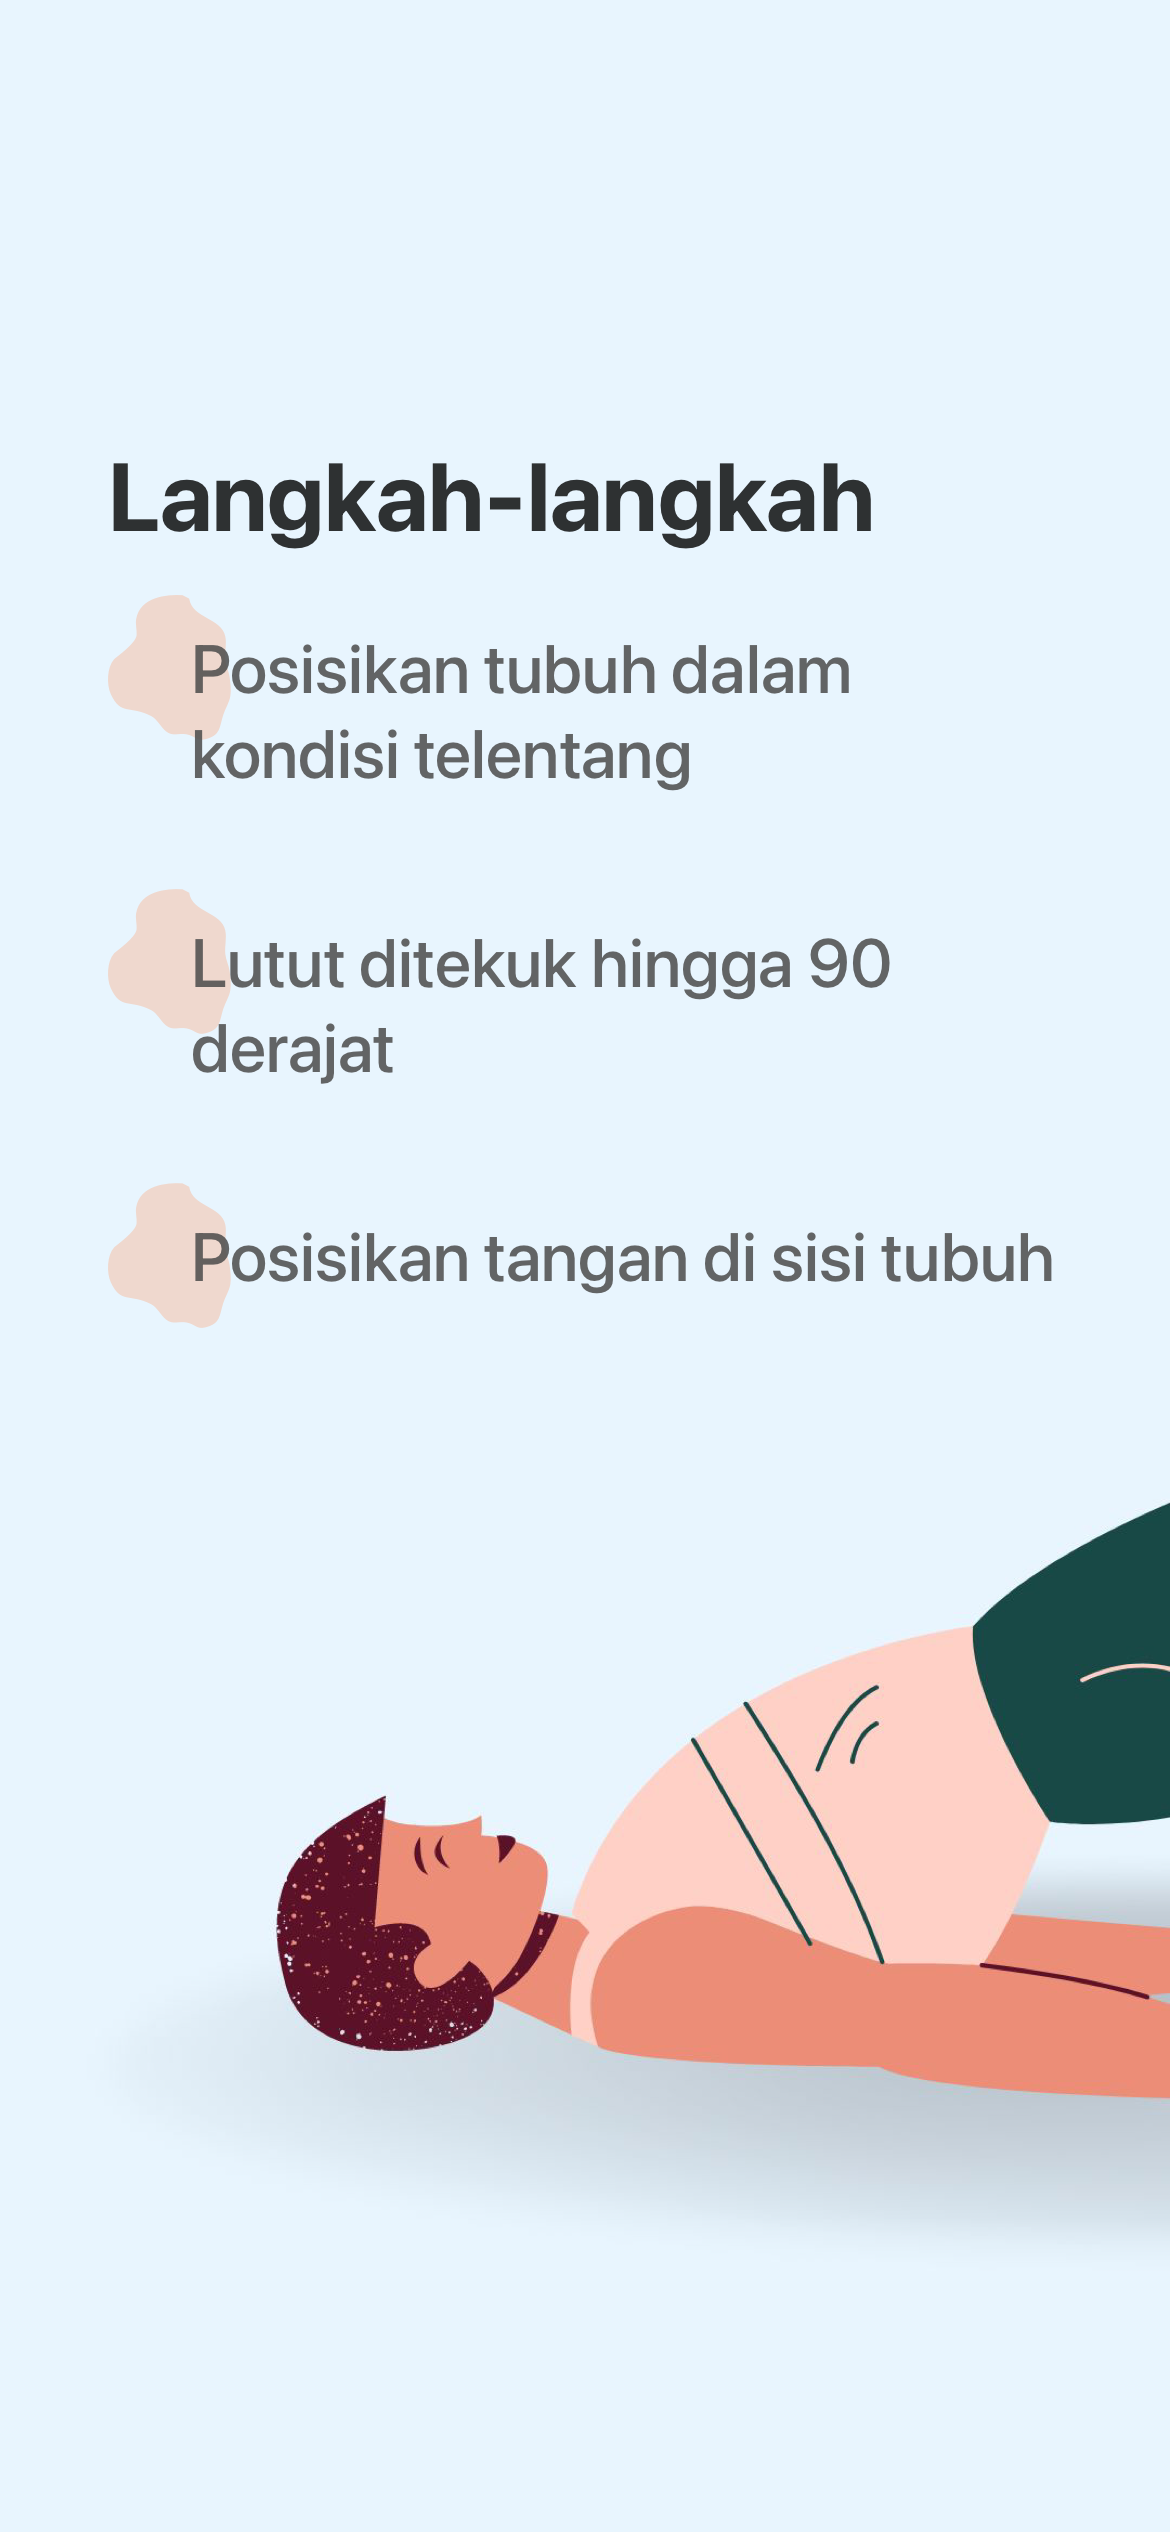 Langkah-langkah
Posisikan tubuh dalam
kondisi telentang
Lutut ditekuk hingga 90
derajat
Posisikan tangan di sisi tubuh